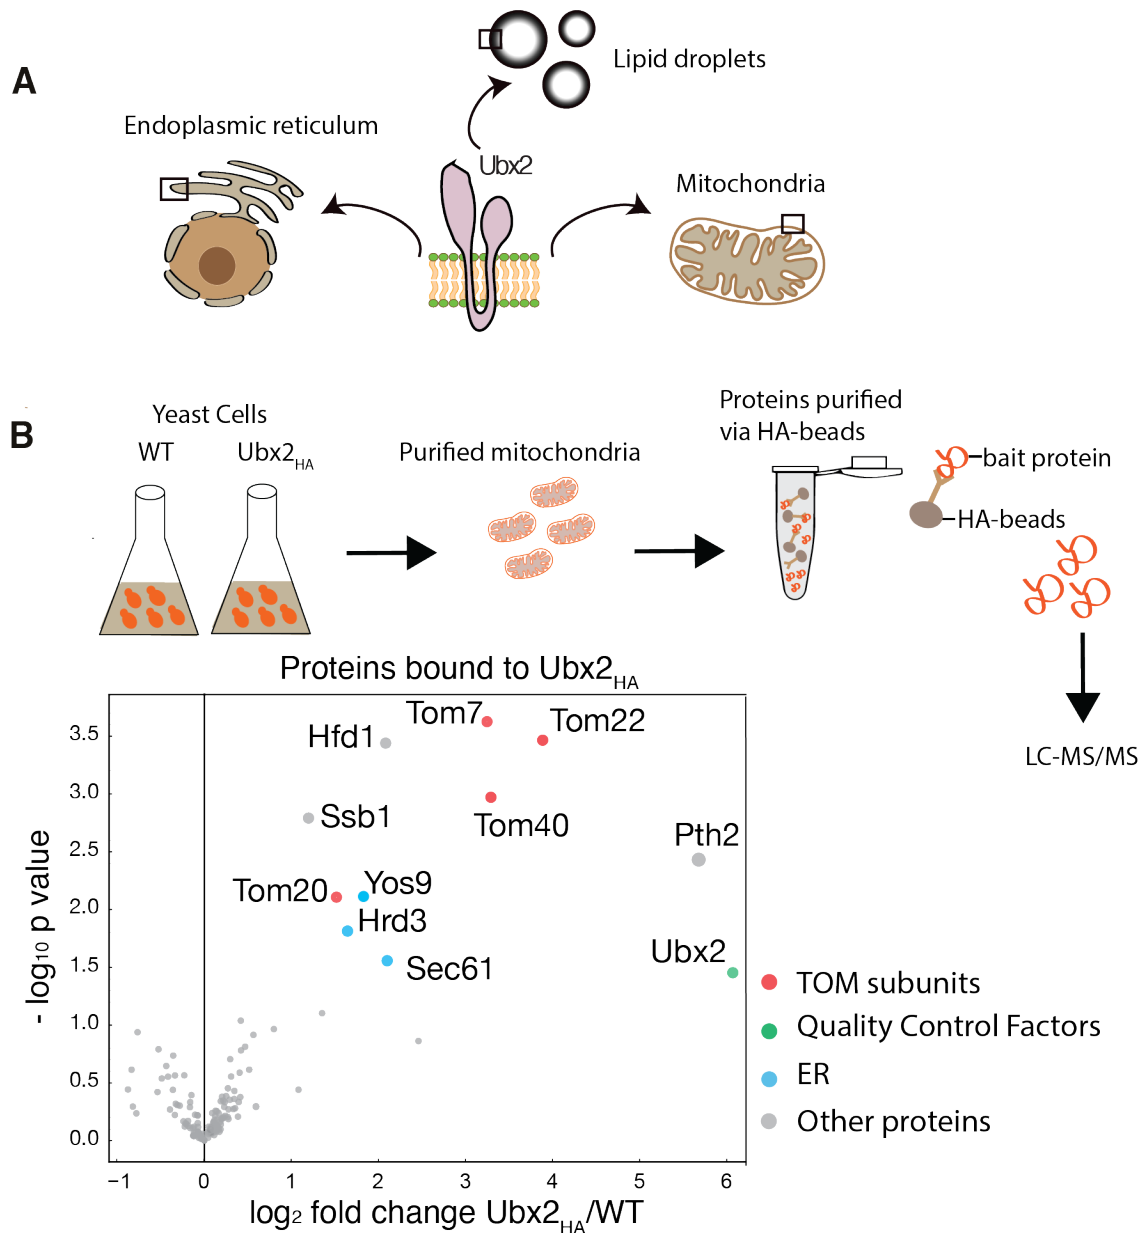 A
Lipid droplets
Endoplasmic reticulum
Ubx2
Mitochondria
B
Yeast Cells
WT
Ubx2HA
Purified mitochondria
Proteins purified
via HA-beads
bait protein
HA-beads
LC-MS/MS
Proteins bound to Ubx2HA
Tom7
Tom22
Hfd1
Ssb1
Tom40
Pth2
Tom20
Yos9
Hrd3
Sec61
Ubx2
- log10 p value
3.5
3.0
2.5
2.0
1.5
1.0
0.5
0.0
−1 0 1 2 3 4 5 6
log2 fold change Ubx2HA/WT
TOM subunits
Quality Control Factors
ER
Other proteins